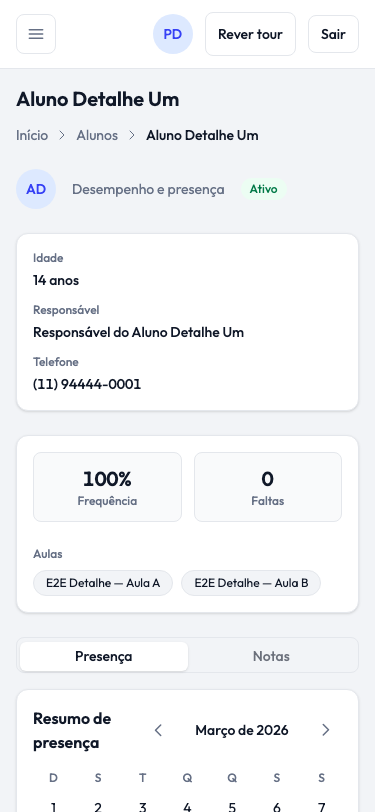 PD
Rever tour
Sair
Aluno Detalhe Um
Início > Alunos > Aluno Detalhe Um
AD
Desempenho e presença
Ativo
Idade
14 anos
Responsável
Responsável do Aluno Detalhe Um
Telefone
(11) 94444-0001
100%
Frequência
0
Faltas
Aulas
E2E Detalhe — Aula A
E2E Detalhe — Aula B
Presença
Notas
Resumo de
presença
Março de 2026
D S T Q Q S S
1 2 3 4 5 6 7